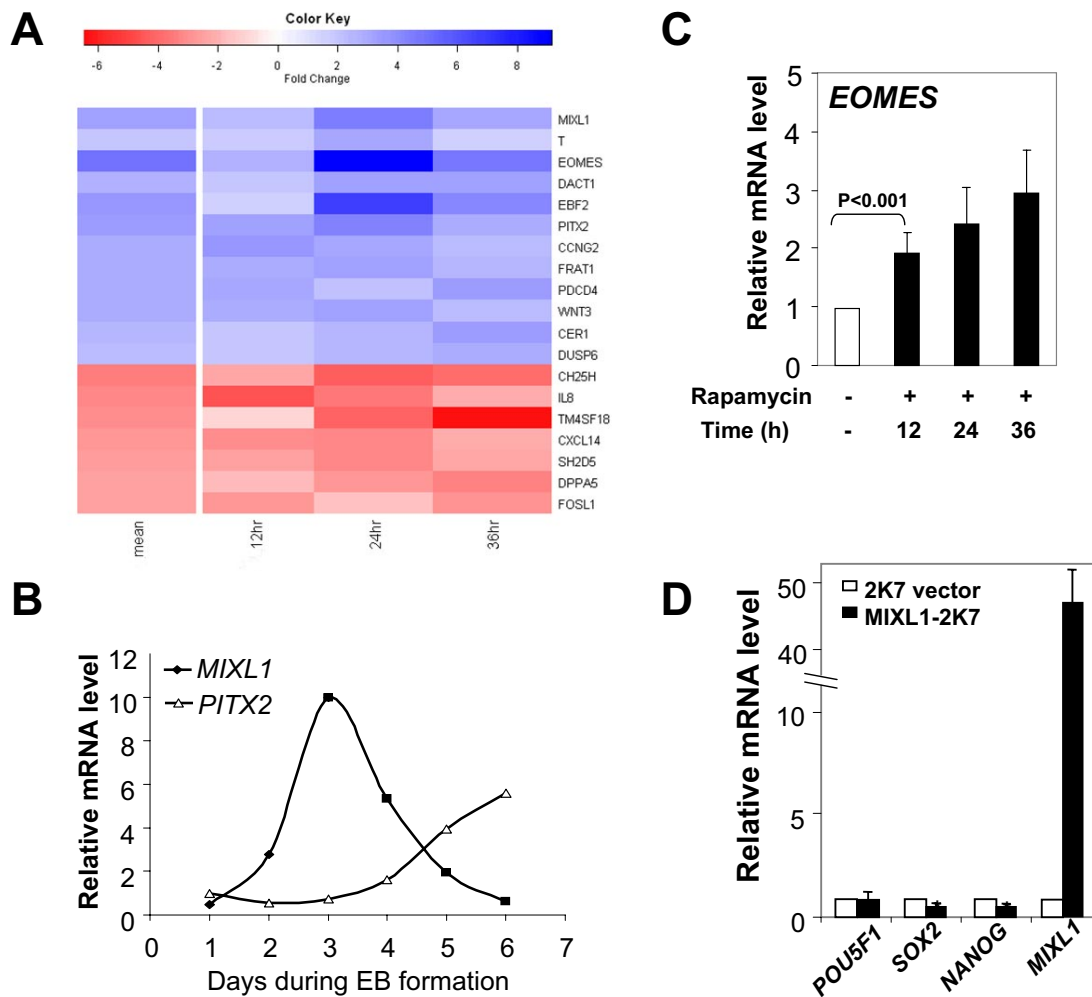 A
Color Key
-6 -4 -2 0 2 4 6 8
Fold Change
MIXL1
T
EOMES
DACT1
EBF2
PITX2
CCNG2
FRAT1
PDCD4
WNT3
CER1
DUSP6
CH25H
IL8
TM4SF18
CXCL14
SH2D5
DPPA5
FOSL1
mean 12hr 24hr 36hr
B
Relative mRNA level
12
10
8
6
4
2
0
MIXL1
PITX2
0 1 2 3 4 5 6 7
Days during EB formation
C
Relative mRNA level
5
4
3
2
1
0
EOMES
P<0.001
Rapamycin - + + +
Time (h) - 12 24 36
D
Relative mRNA level
50
40
10
5
0
2K7 vector
MIXL1-2K7
POU5F1 SOX2 NANOG MIXL1